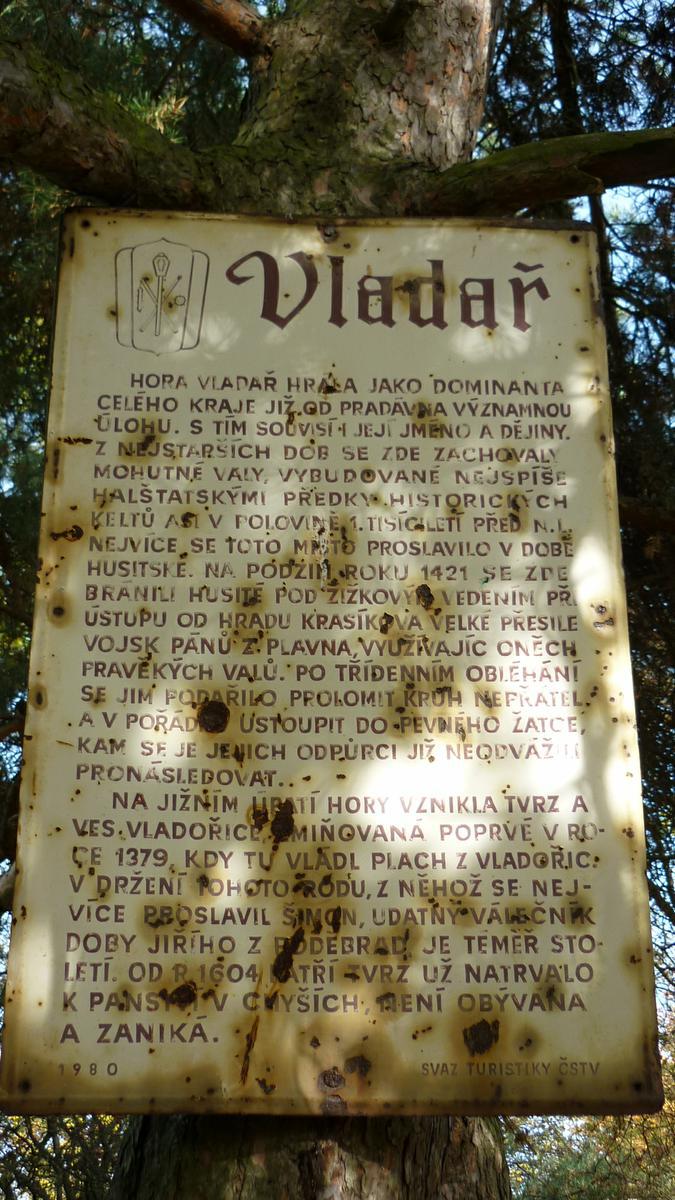 Vladař
HORA VLADAŘ HRÁLA JAKO DOMINANTA
CELÉHO KRAJE JIŽ OD PRADÁVNA VÝZNAMNOU
ÚLOHU. S TÍM SOUVISÍ I JEJÍ JMÉNO A DĚJINY.
Z NEJSTARŠÍCH DOB SE ZDE ZACHOVALY
MOHUTNÉ VALY, VYBUDOVANÉ NEJSPÍŠE
HALŠTATSKÝMI PŘEDKY HISTORICKÝCH
KELTŮ ASI V POLOVINĚ 1. TISÍCILETÍ PŘED N. L.
NEJVÍCE SE TOTO MÍSTO PROSLAVILO V DOBĚ
HUSITSKÉ. NA PODZIM ROKU 1421 SE ZDE
BRÁNILI HUSITÉ POD ŽIŽKOVÝM VEDENÍM PŘI
ÚSTUPU OD HRADU KRASÍKOVA VELKÉ PŘESILE
VOJSK PÁNŮ Z PLAVNA, VYUŽÍVAJÍC ONĚCH
PRAVĚKÝCH VALŮ. PO TŘÍDENNÍM OBLÉHÁNÍ
SE JIM PODAŘILO PROLOMIT KRUH NEPŘÁTEL
A V POŘÁDKU ÚSTOUPIT DO PEVNÉHO ŽATCE,
KAM SE JE JEJICH ODPŮRCI JIŽ NEODVÁŽILI
PRONÁSLEDOVAT.
NA JIŽNÍM ÚPATÍ HORY VZNIKLA TVRZ A
VES VLADOŘICE, ZMIŇOVANÁ POPRVÉ V RO-
CE 1379, KDY TU VLÁDL PLACH Z VLADOŘIC.
V DRŽENÍ TOHOTO RODU, Z NĚHOŽ SE NEJ-
VÍCE PROSLAVIL ŠIMON, UDATNÝ VÁLEČNÍK
DOBY JIŘÍHO Z PODĚBRAD, JE TÉMĚŘ STO-
LETÍ. OD R. 1604 PATŘÍ TVRZ UŽ NATRVALO
K PANSTVÍ V CHYŠÍCH, NENÍ OBÝVÁNA
A ZANIKÁ.
1980 SVAZ TURISTIKY ČSTV